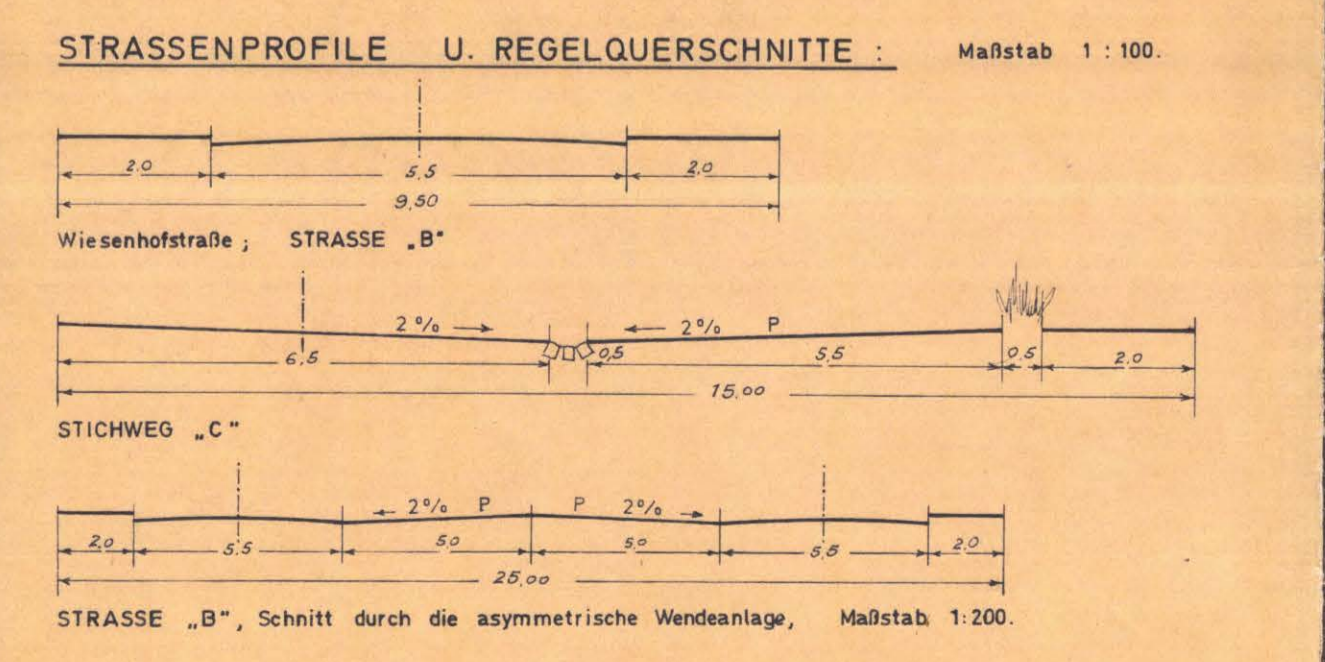 STRASSENPROFILE U. REGELQUERSCHNITTE : Maßstab 1 : 100.
2,0 5,5 2,0
9,50
Wiesenhofstraße ; STRASSE „B"
2% 2% P
6,5 0,5 5,5 0,5 2,0
15,00
STICHWEG „C"
2% P P 2%
2,0 5,5 5,0 5,0 5,5 2,0
25,00
STRASSE „B", Schnitt durch die asymmetrische Wendeanlage, Maßstab 1:200.